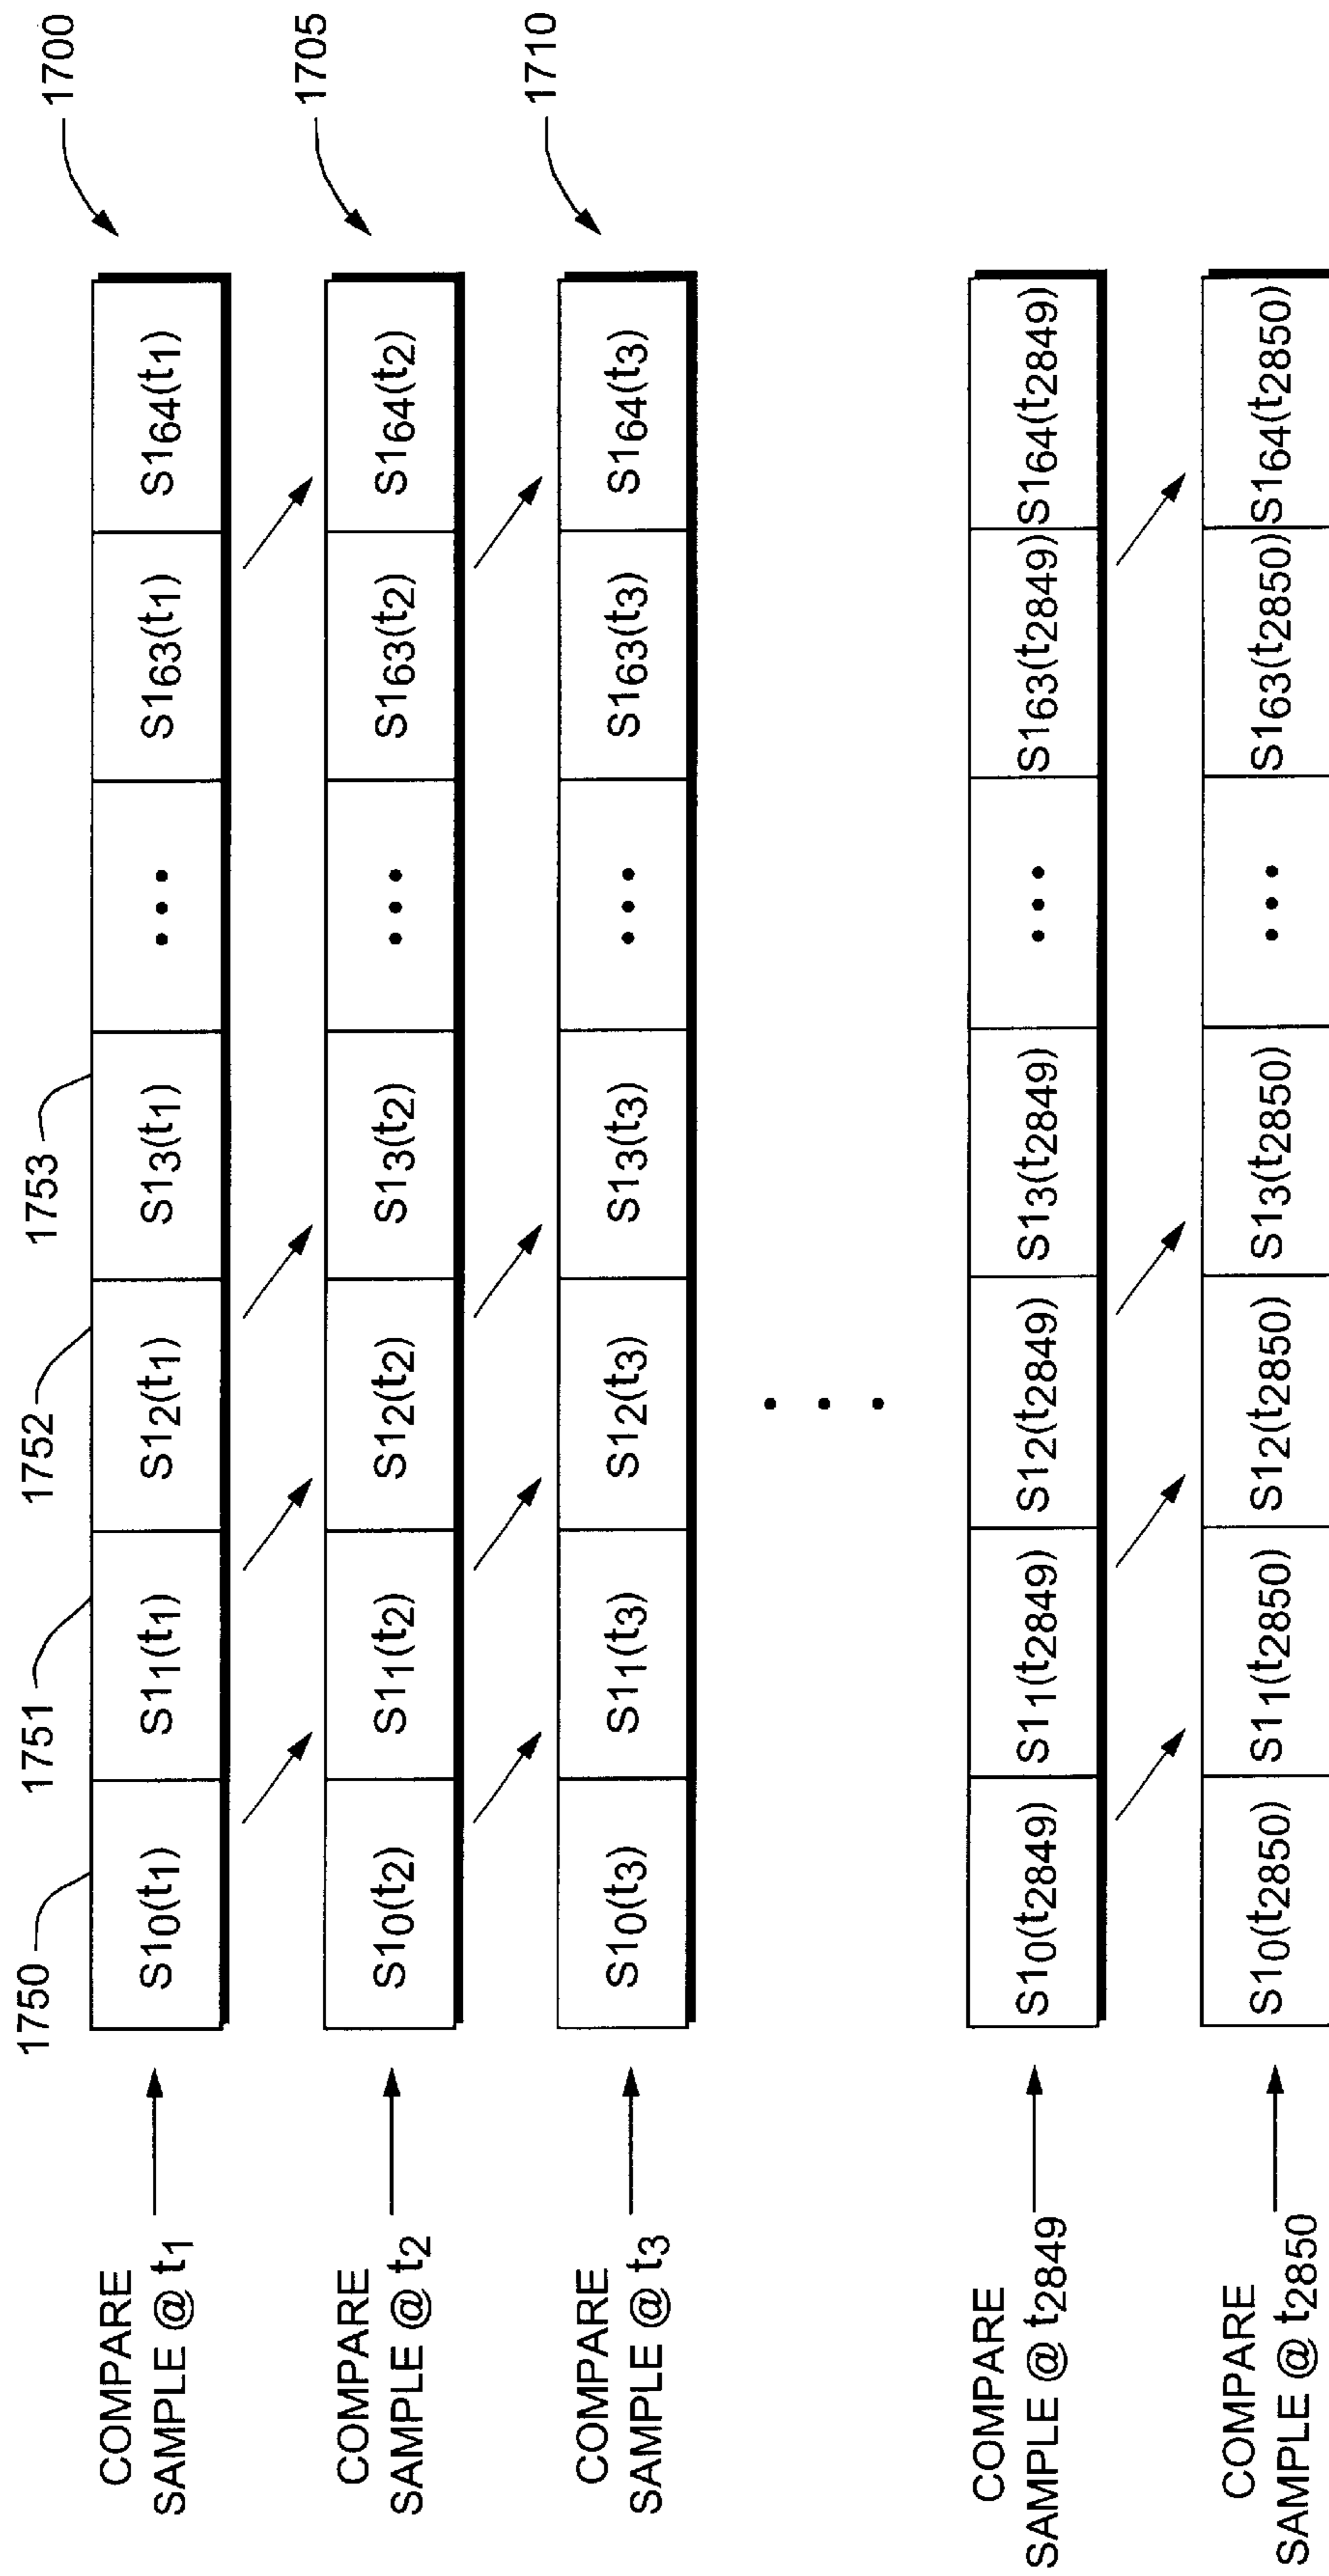 1750 1751 1752 1753
COMPARE
SAMPLE @ t1
S10(t1) S11(t1) S12(t1) S13(t1) ... S163(t1) S164(t1) 1700
COMPARE
SAMPLE @ t2
S10(t2) S11(t2) S12(t2) S13(t2) ... S163(t2) S164(t2) 1705
COMPARE
SAMPLE @ t3
S10(t3) S11(t3) S12(t3) S13(t3) ... S163(t3) S164(t3) 1710
...
COMPARE
SAMPLE @ t2849
S10(t2849) S11(t2849) S12(t2849) S13(t2849) ... S163(t2849) S164(t2849)
COMPARE
SAMPLE @ t2850
S10(t2850) S11(t2850) S12(t2850) S13(t2850) ... S163(t2850) S164(t2850)